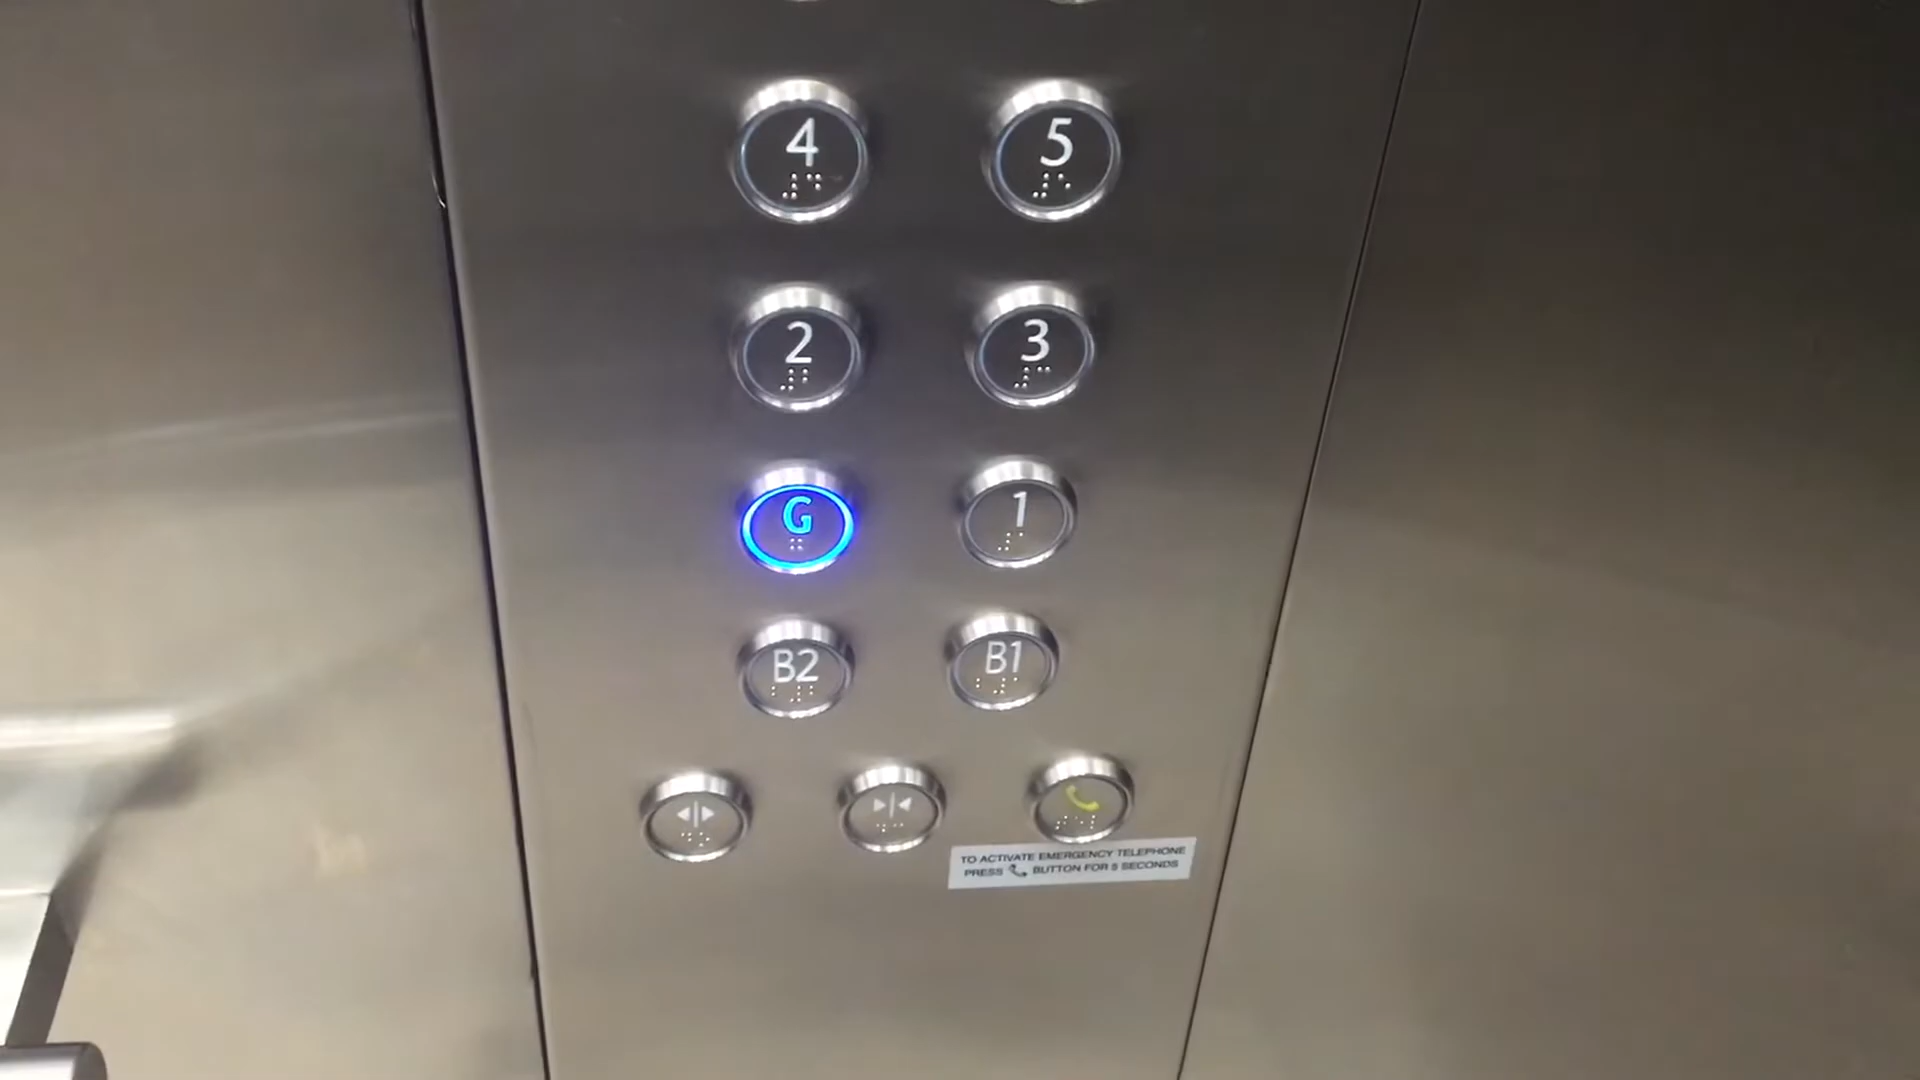 4 5
2 3
G 1
B2 B1
TO ACTIVATE EMERGENCY TELEPHONE
PRESS BUTTON FOR 5 SECONDS